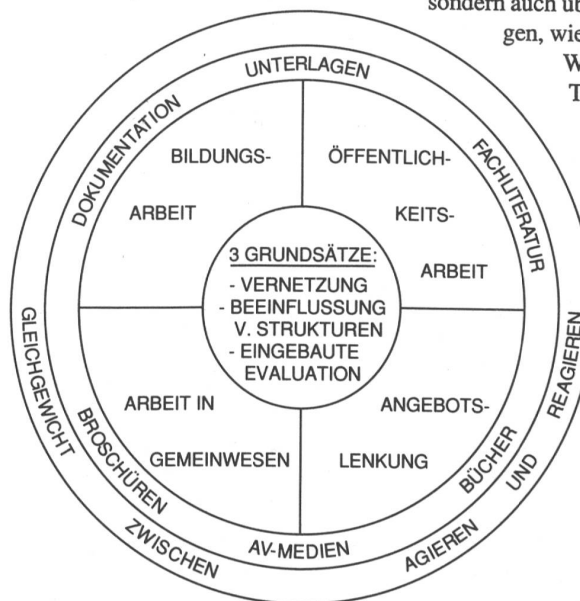 sondern auch üb
gen, wie
W
T
UNTERLAGEN
DOKUMENTATION
FACHLITERATUR
BILDUNGS-
ARBEIT
ÖFFENTLICH-
KEITS-
ARBEIT
3 GRUNDSÄTZE:
- VERNETZUNG
- BEEINFLUSSUNG
V. STRUKTUREN
- EINGEBAUTE
EVALUATION
ARBEIT IN
GEMEINWESEN
ANGEBOTS-
LENKUNG
BROSCHÜREN
AV-MEDIEN
BÜCHER
GLEICHGEWICHT
ZWISCHEN
AGIEREN
UND
REAGIEREN